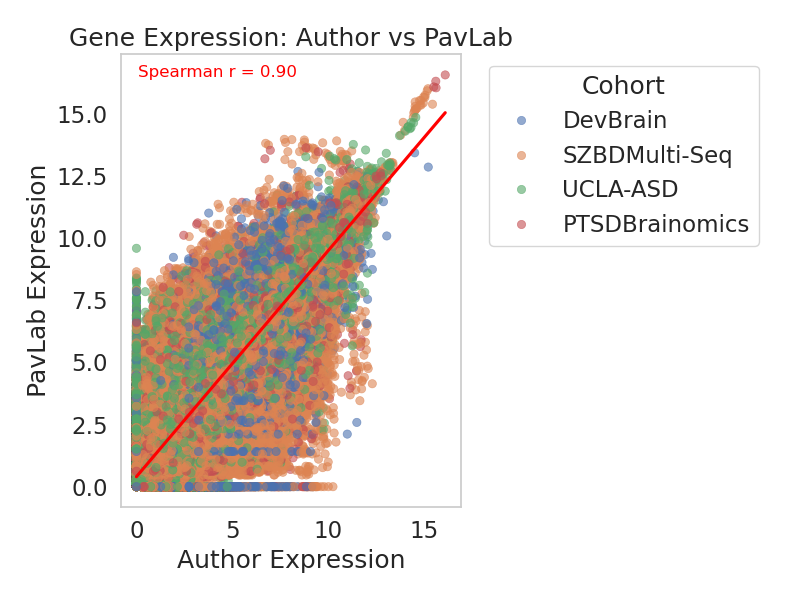 Gene Expression: Author vs PavLab
Spearman r = 0.90
15.0
12.5
10.0
7.5
5.0
2.5
0.0
PavLab Expression
0
5
10
15
Author Expression
Cohort
DevBrain
SZBDMulti-Seq
UCLA-ASD
PTSDBrainomics